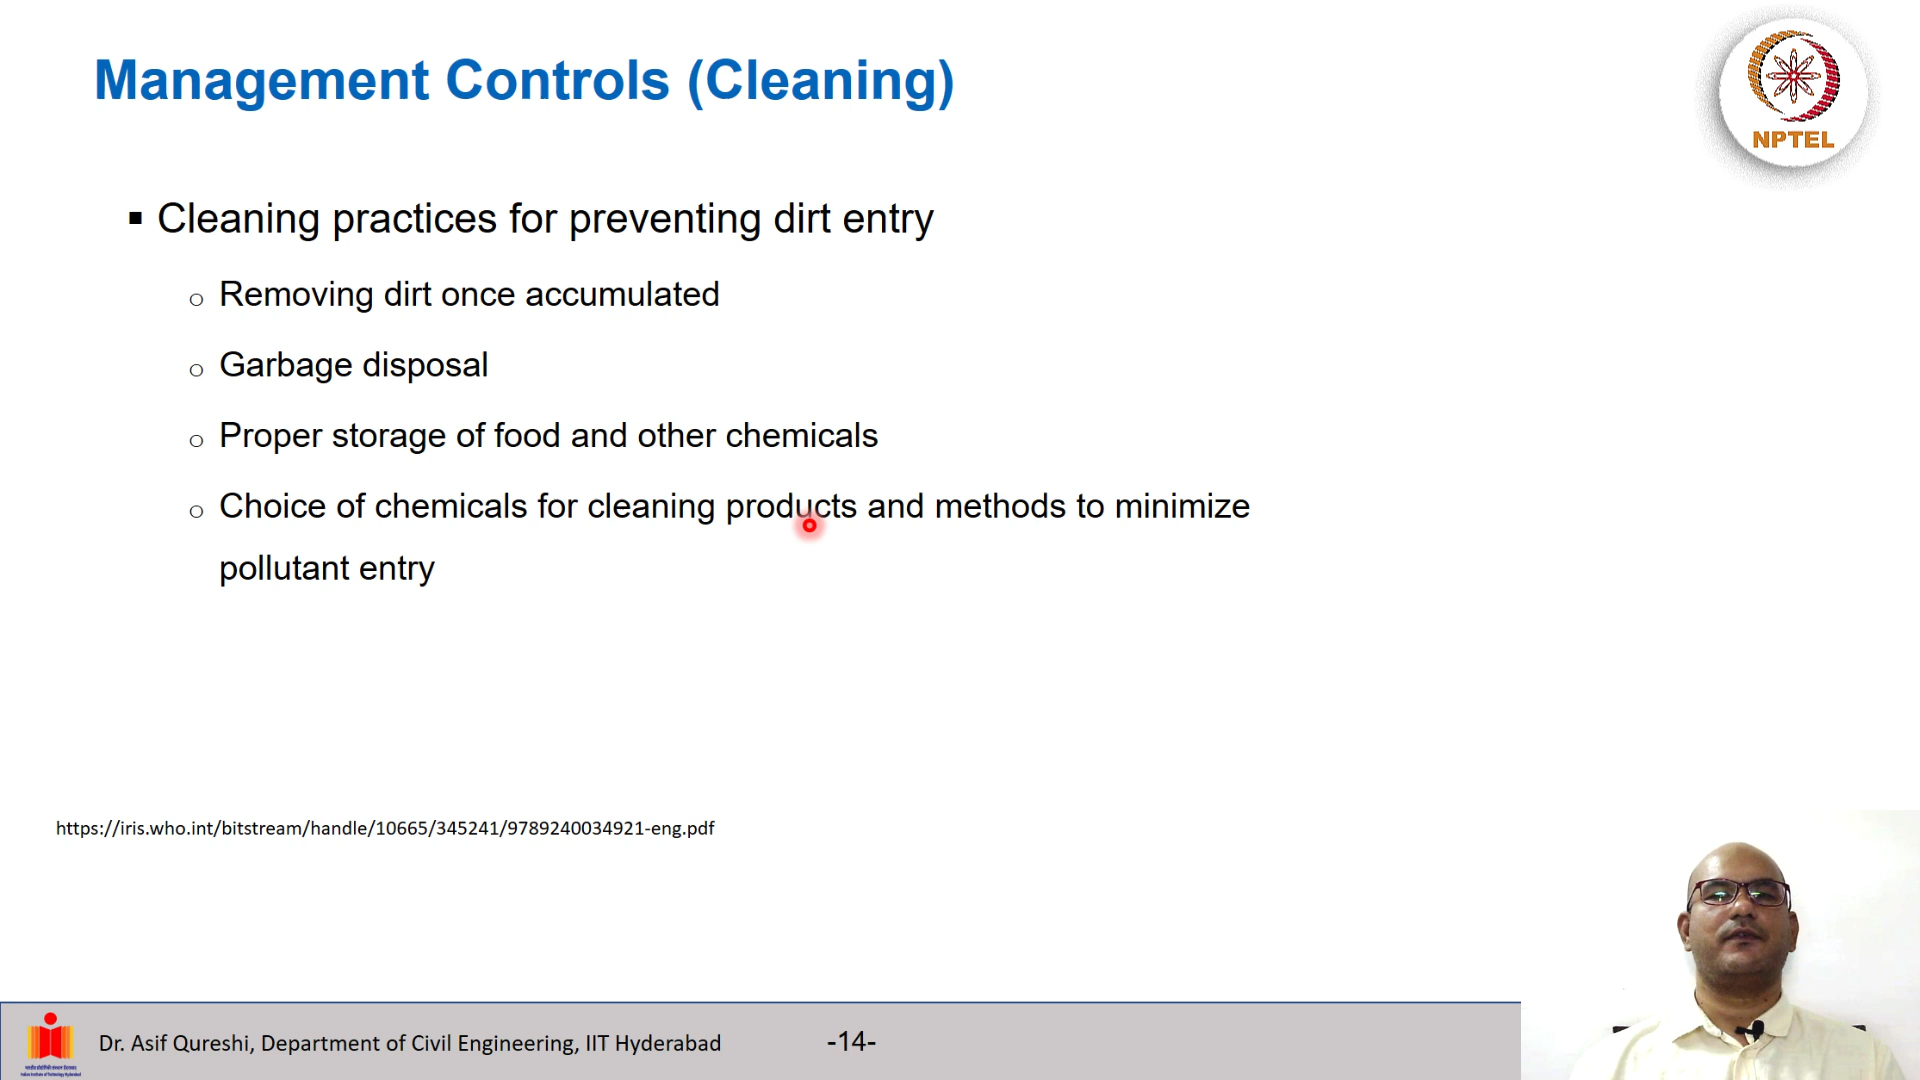 Management Controls (Cleaning)
NPTEL
▪ Cleaning practices for preventing dirt entry
o Removing dirt once accumulated
o Garbage disposal
o Proper storage of food and other chemicals
o Choice of chemicals for cleaning products and methods to minimize
pollutant entry
https://iris.who.int/bitstream/handle/10665/345241/9789240034921-eng.pdf
Dr. Asif Qureshi, Department of Civil Engineering, IIT Hyderabad
-14-